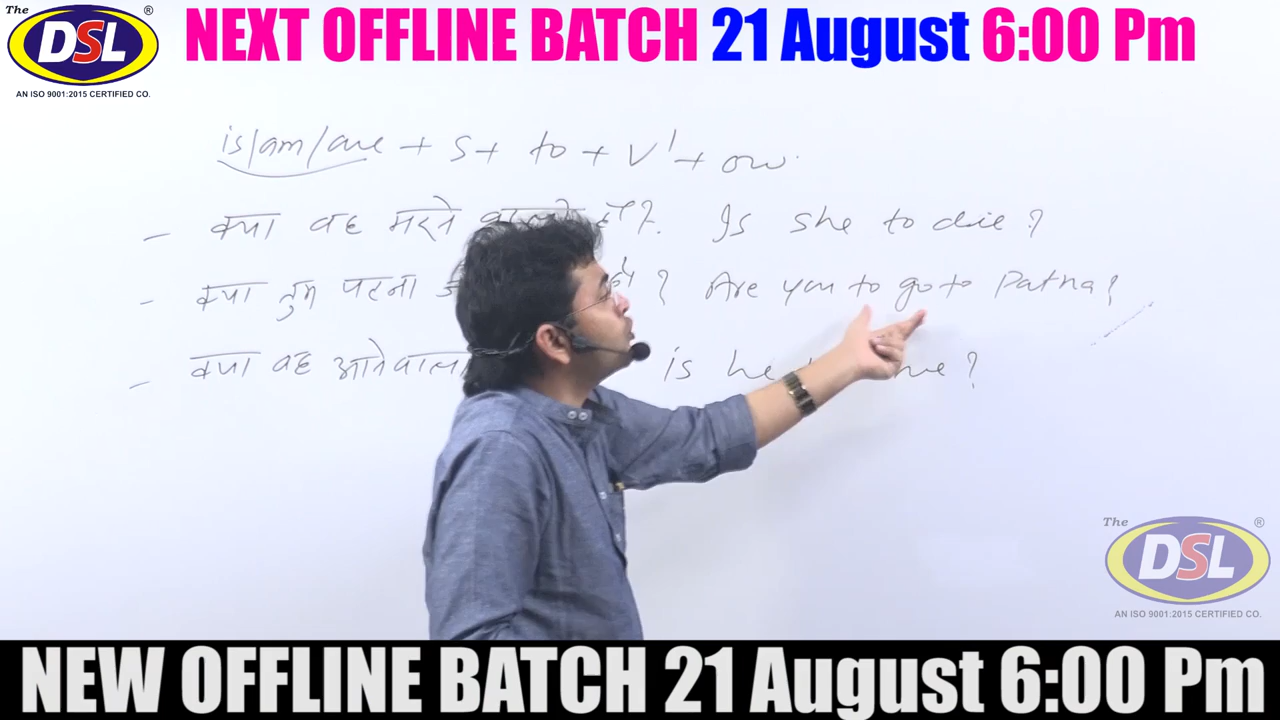 The DSL ®
AN ISO 9001:2015 CERTIFIED CO.
NEXT OFFLINE BATCH 21 August 6:00 Pm
is/am/are + S + to + V¹ + ow.
- क्या वह मरने है? Is she to die?
- क्या तुम पटना ? Are you to go to Patna?
- क्या वह आनेवाला is he ?
The DSL ®
AN ISO 9001:2015 CERTIFIED CO.
NEW OFFLINE BATCH 21 August 6:00 Pm